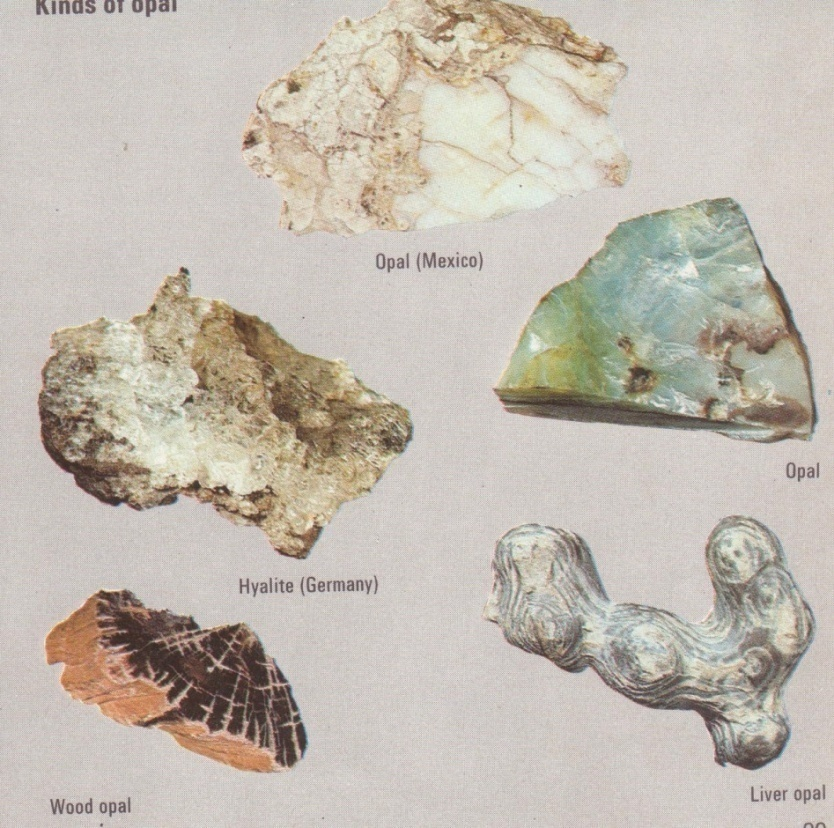 Kinds of opal
Opal (Mexico)
Opal
Hyalite (Germany)
Wood opal
Liver opal